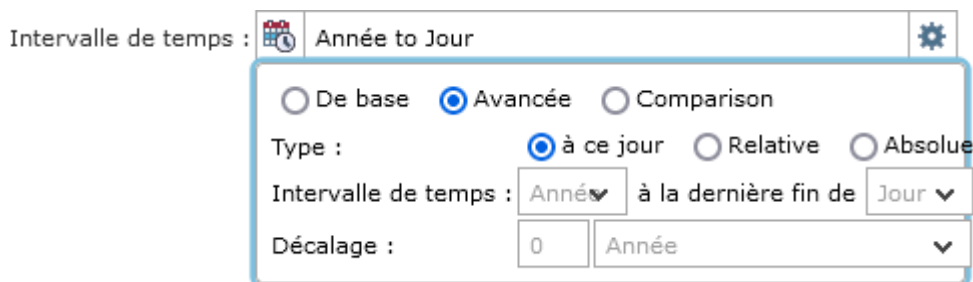 Intervalle de temps : Année to Jour
De base Avancée Comparison
Type : à ce jour Relative Absolue
Intervalle de temps : Année à la dernière fin de Jour
Décalage : 0 Année